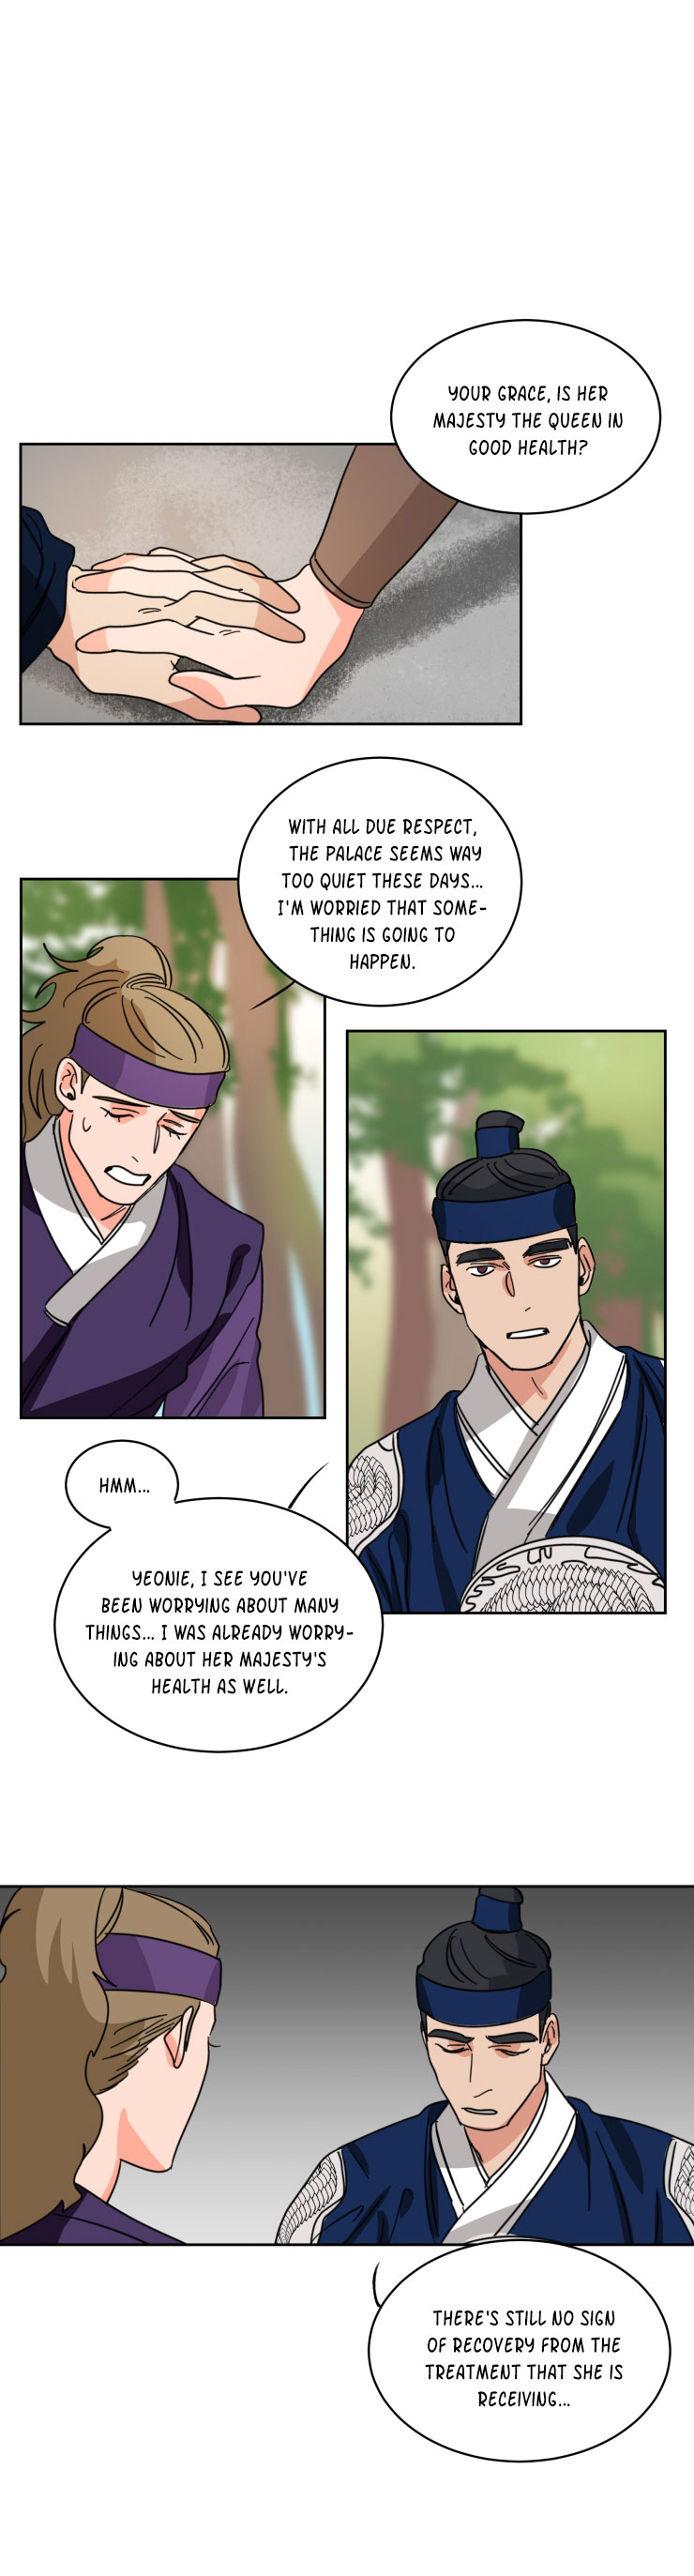 YOUR GRACE, IS HER
MAJESTY THE QUEEN IN
GOOD HEALTH?
WITH ALL DUE RESPECT,
THE PALACE SEEMS WAY
TOO QUIET THESE DAYS...
I'M WORRIED THAT SOME-
THING IS GOING TO
HAPPEN.
HMM...
YEONIE, I SEE YOU'VE
BEEN WORRYING ABOUT MANY
THINGS... I WAS ALREADY WORRY-
ING ABOUT HER MAJESTY'S
HEALTH AS WELL.
THERE'S STILL NO SIGN
OF RECOVERY FROM THE
TREATMENT THAT SHE IS
RECEIVING...